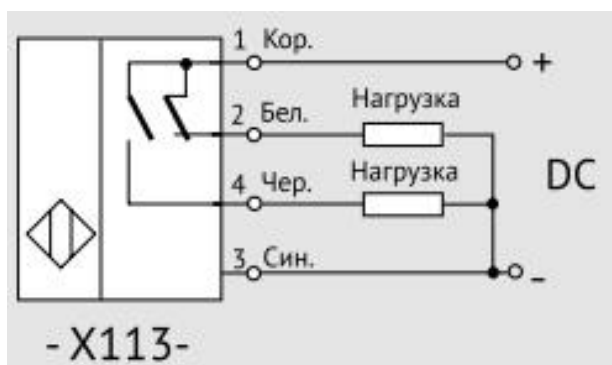 1 Кор.
+
Нагрузка
2 Бел.
DC
Нагрузка
4 Чер.
3 Син.
-
- X113-